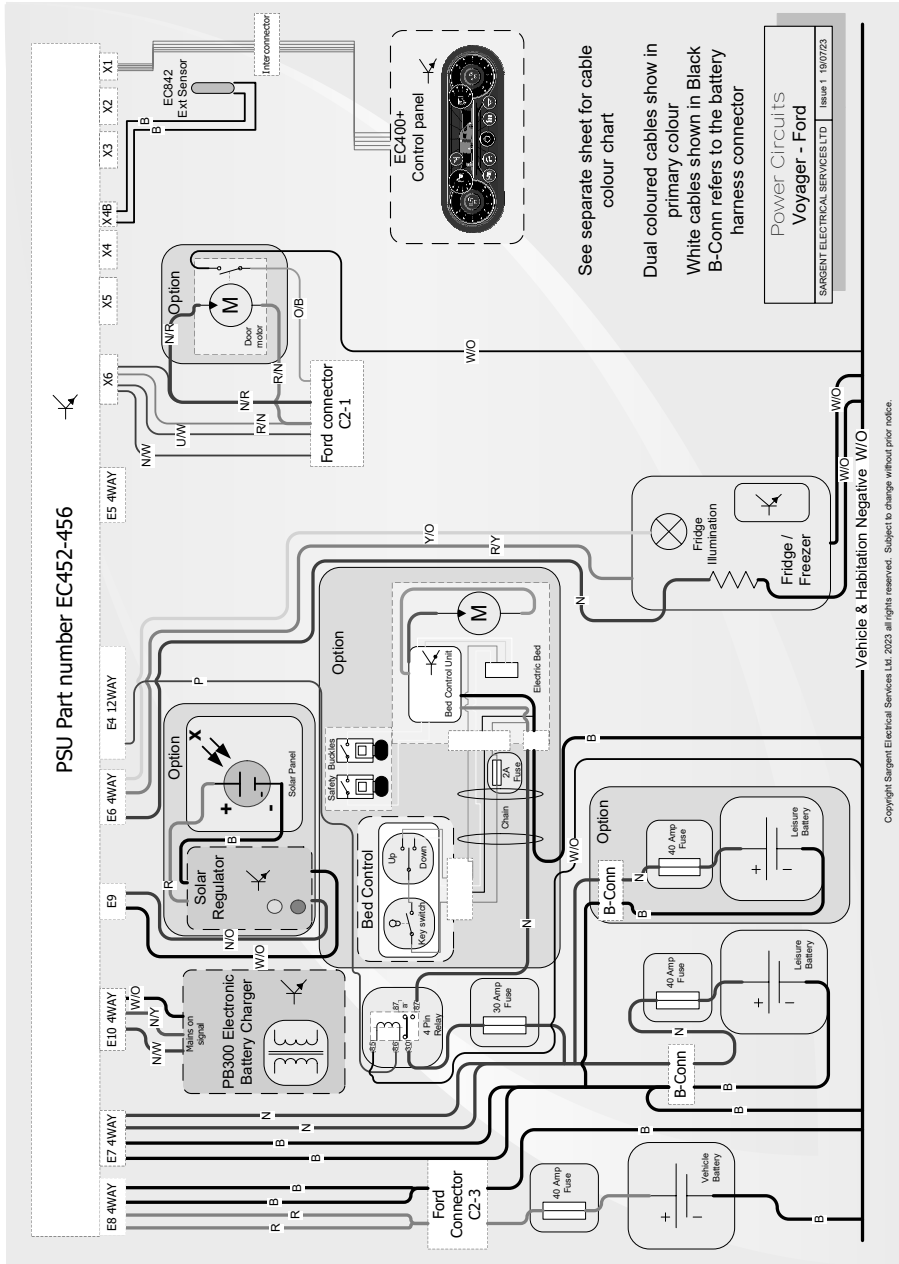 PSU Part number EC452-456
E8 4WAY
E7 4WAY
E10 4WAY
E9
E6 4WAY
E4 12WAY
E5 4WAY
X6
X5
X4
X4B
X3
X2
X1
R
R
B
B
B
B
N
N
N/W
N/Y
W/O
Mains on
signal
PB300 Electronic
Battery Charger
W/O
N/O
R
B
Solar
Regulator
Option
Solar Panel
X
+
-
P
Option
Safety Buckles
Bed Control
Key switch
Up
Down
Chain
2A
Fuse
Bed Control Unit
M
Electric Bed
N
85
86
30
87
a
87
4 Pin
Relay
30 Amp
Fuse
Y/O
R/Y
N
Fridge
Illumination
Fridge /
Freezer
W/O
W/O
N/W
U/W
R/N
N/R
N/R
R/N
O/B
Option
Door
motor
M
Ford connector
C2-1
W/O
B
B
EC842
Ext Sensor
Interconnector
EC400+
Control panel
Ford
Connector
C2-3
40 Amp
Fuse
Vehicle
Battery
+
-
B
B
B
B
B-Conn
N
40 Amp
Fuse
Leisure
Battery
+
-
B-Conn
N
B
40 Amp
Fuse
Leisure
Battery
+
-
Option
W/O
B
Vehicle & Habitation Negative W/O
See separate sheet for cable
colour chart
Dual coloured cables show in
primary colour
White cables shown in Black
B-Conn refers to the battery
harness connector
Power Circuits
Voyager - Ford
SARGENT ELECTRICAL SERVICES LTD
Issue 1 19/07/23
Copyright Sargent Electrical Services Ltd. 2023 all rights reserved. Subject to change without prior notice.